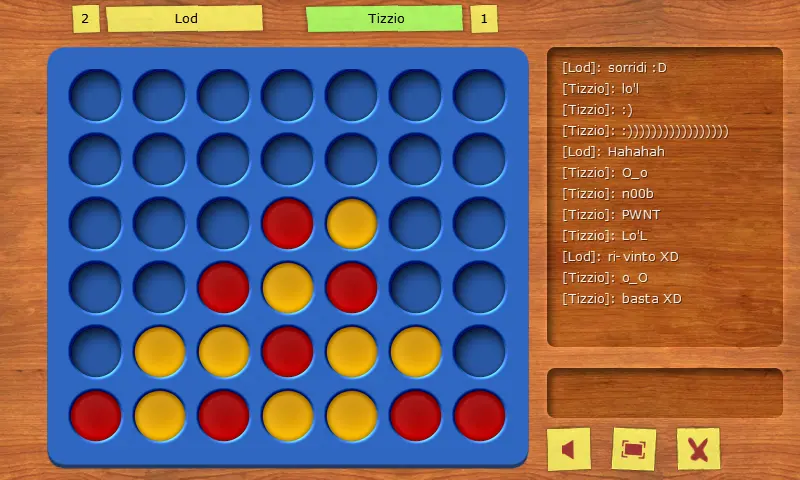 2 Lod Tizzio 1
[Lod]: sorridi :D
[Tizzio]: lo'l
[Tizzio]: :)
[Tizzio]: :)))))))))))))))))
[Lod]: Hahahah
[Tizzio]: O_o
[Tizzio]: n00b
[Tizzio]: PWNT
[Tizzio]: Lo'L
[Lod]: ri-vinto XD
[Tizzio]: o_O
[Tizzio]: basta XD